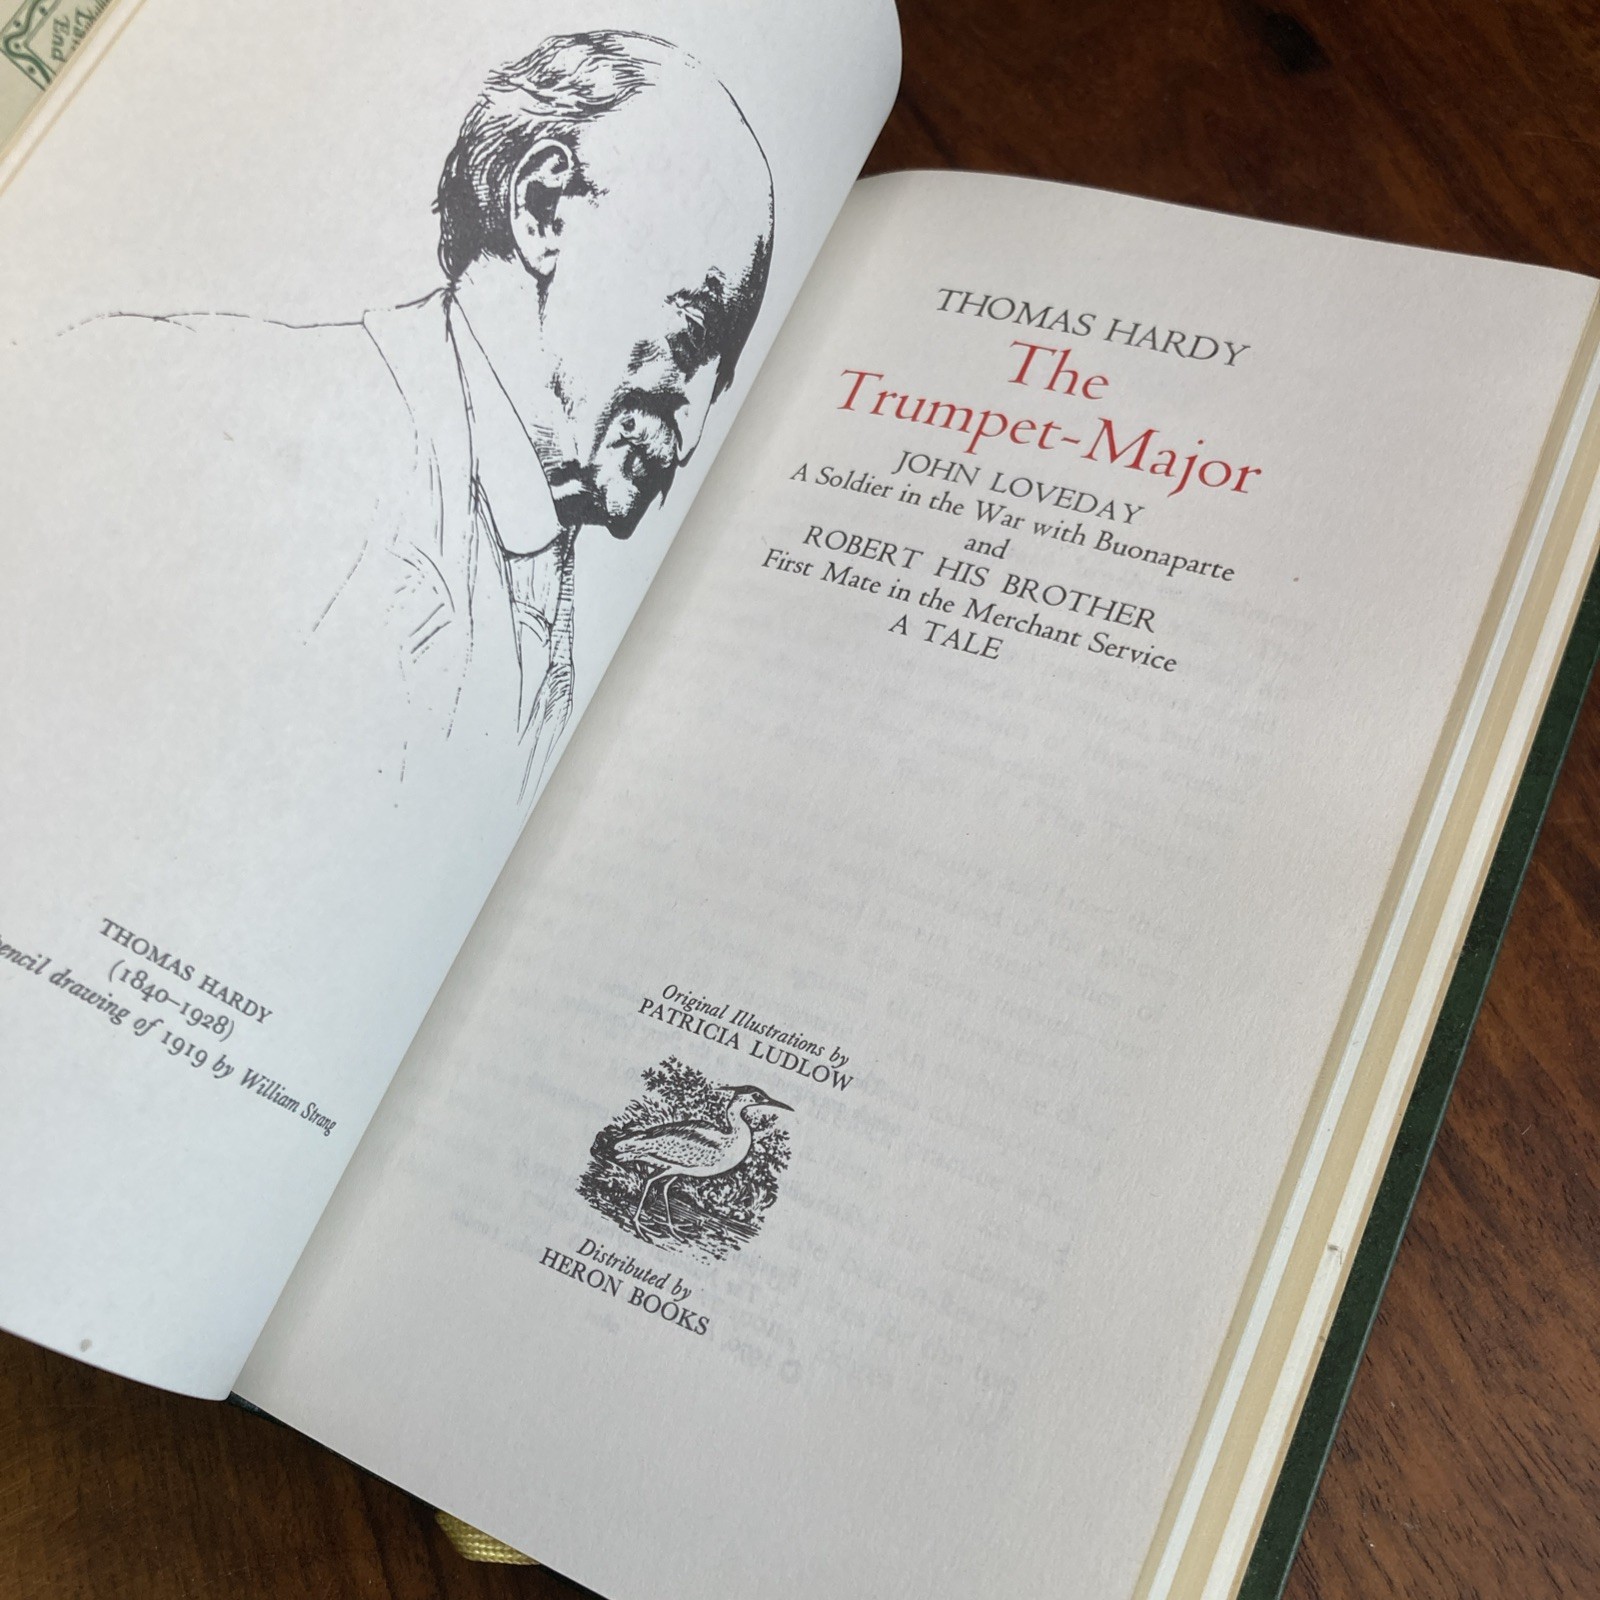 THOMAS HARDY
(1840–1928)
pencil drawing of 1919 by William Strang
THOMAS HARDY
The
Trumpet-Major
JOHN LOVEDAY
A Soldier in the War with Buonaparte
and
ROBERT HIS BROTHER
First Mate in the Merchant Service
A TALE
Original Illustrations by
PATRICIA LUDLOW
Distributed by
HERON BOOKS